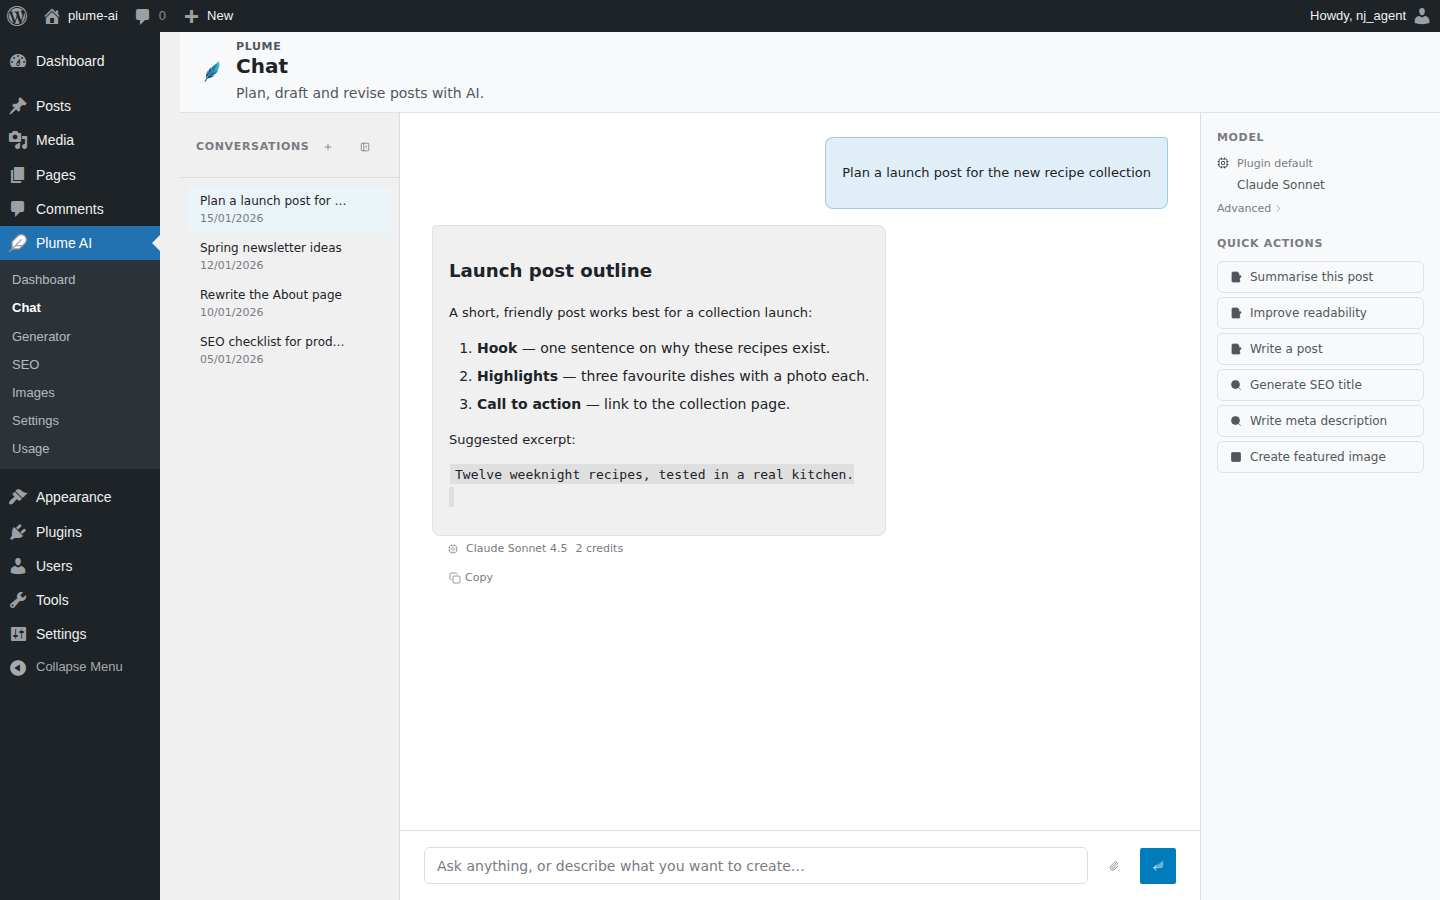 plume-ai
0
New
Howdy, nj_agent
Dashboard
Posts
Media
Pages
Comments
Plume AI
Dashboard
Chat
Generator
SEO
Images
Settings
Usage
Appearance
Plugins
Users
Tools
Settings
Collapse Menu
PLUME
Chat
Plan, draft and revise posts with AI.
CONVERSATIONS
Plan a launch post for ...
15/01/2026
Spring newsletter ideas
12/01/2026
Rewrite the About page
10/01/2026
SEO checklist for prod...
05/01/2026
Plan a launch post for the new recipe collection
Launch post outline
A short, friendly post works best for a collection launch:
1. Hook — one sentence on why these recipes exist.
2. Highlights — three favourite dishes with a photo each.
3. Call to action — link to the collection page.
Suggested excerpt:
Twelve weeknight recipes, tested in a real kitchen.
Claude Sonnet 4.5 2 credits
Copy
Ask anything, or describe what you want to create...
MODEL
Plugin default
Claude Sonnet
Advanced
QUICK ACTIONS
Summarise this post
Improve readability
Write a post
Generate SEO title
Write meta description
Create featured image